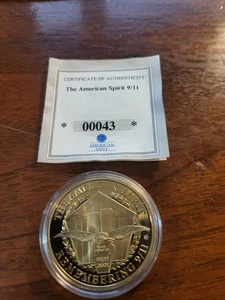 CERTIFICATE OF AUTHENTICITY
The American Spirit 9/11
* 00043 *
AMERICAN
MINT
REMEMBERING 9/11